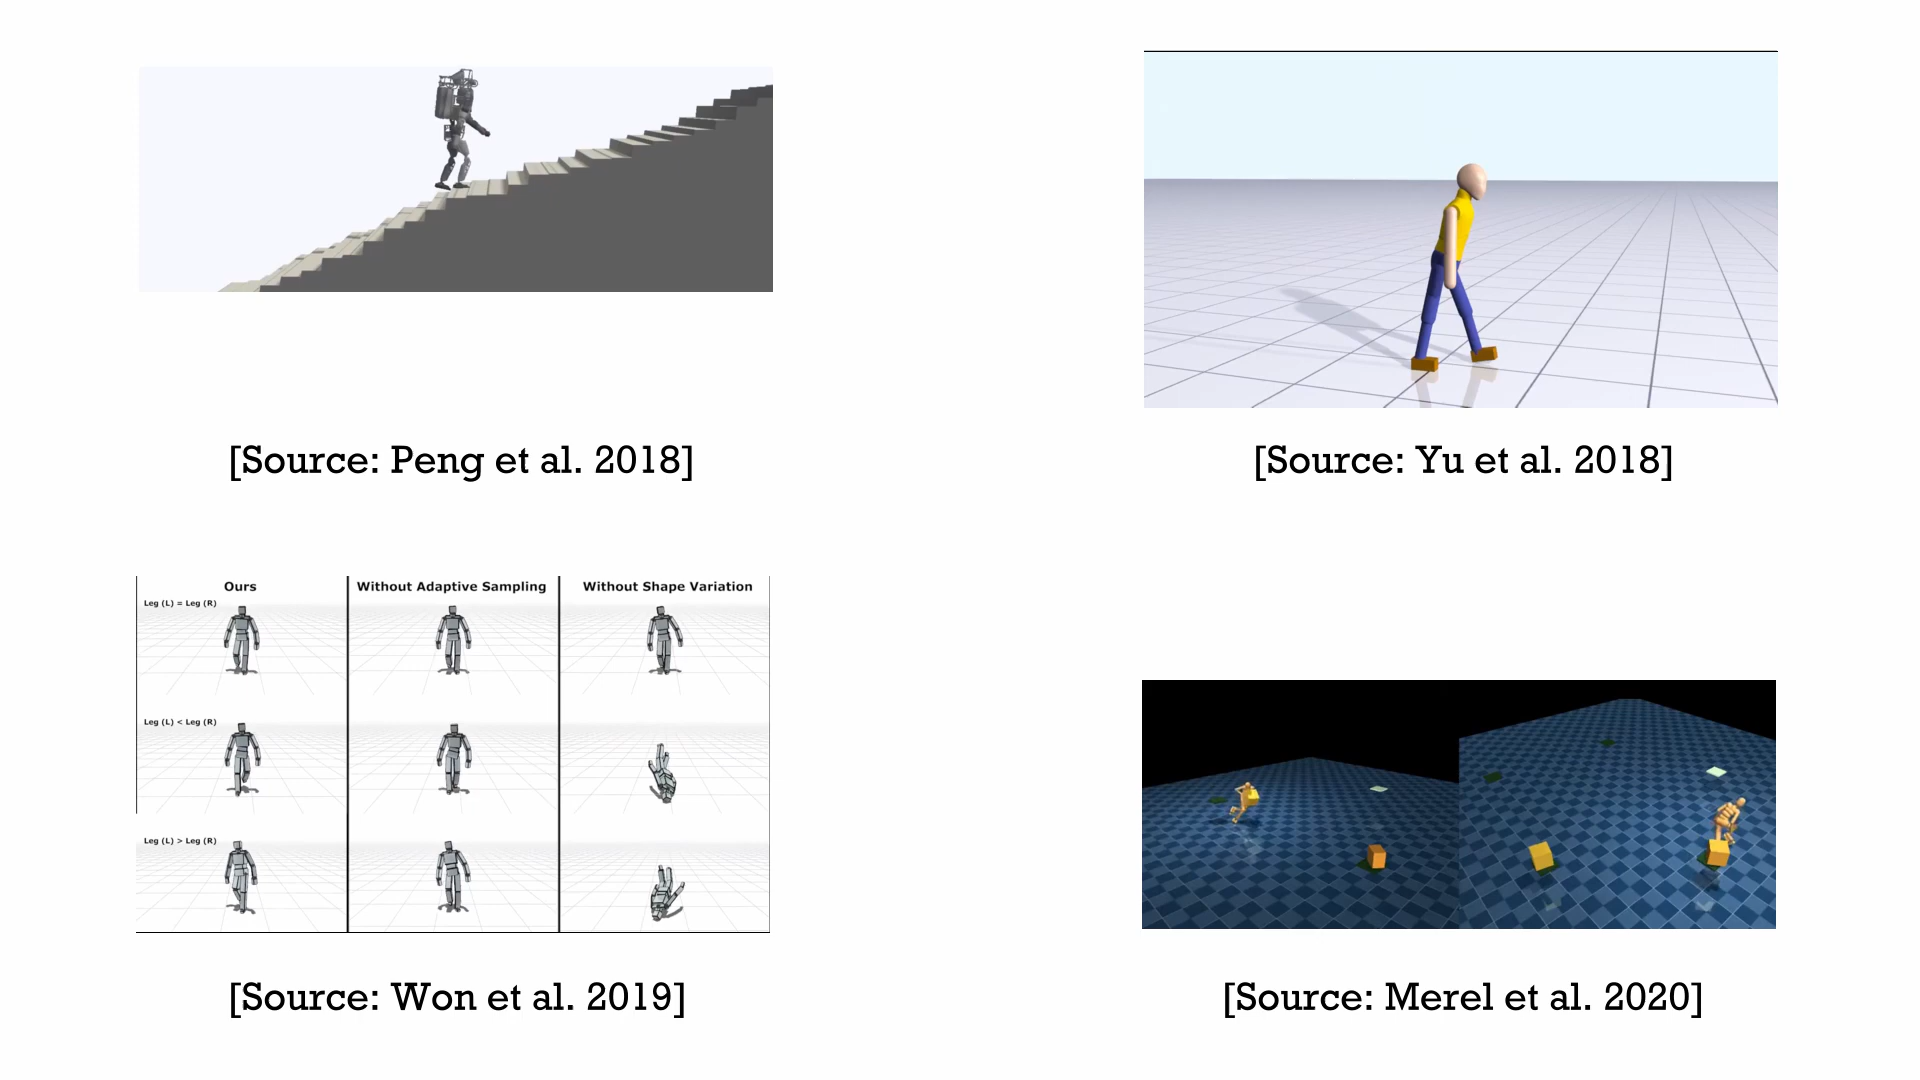 [Source: Peng et al. 2018]
[Source: Yu et al. 2018]
Ours
Without Adaptive Sampling
Without Shape Variation
Leg (L) = Leg (R)
Leg (L) < Leg (R)
Leg (L) > Leg (R)
[Source: Won et al. 2019]
[Source: Merel et al. 2020]